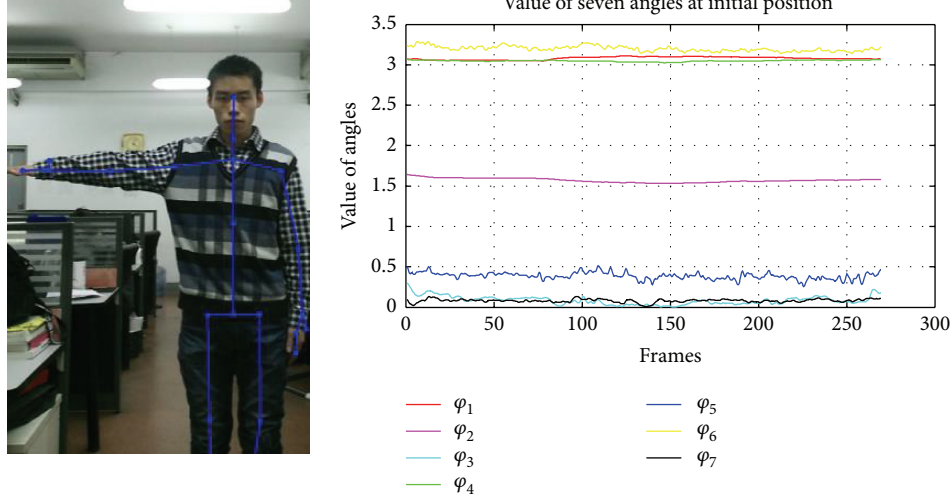 Value of seven angles at initial position
3.5
3
2.5
2
1.5
1
0.5
0
Value of angles
0 50 100 150 200 250 300
Frames
φ1 φ5
φ2 φ6
φ3 φ7
φ4